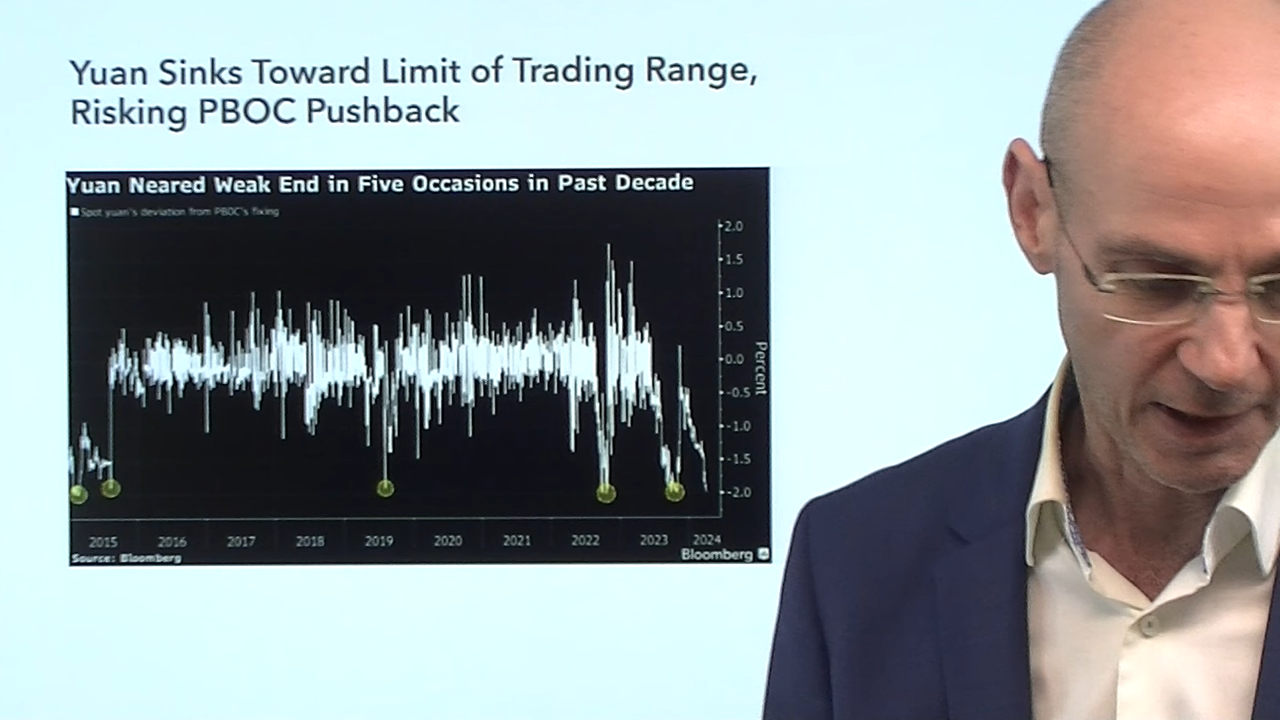 Yuan Sinks Toward Limit of Trading Range,
Risking PBOC Pushback
Yuan Neared Weak End in Five Occasions in Past Decade
Spot yuan's deviation from PBOC's fixing
2.0
1.5
1.0
0.5
0.0
-0.5
-1.0
-1.5
-2.0
Percent
2015 2016 2017 2018 2019 2020 2021 2022 2023 2024
Source: Bloomberg
Bloomberg